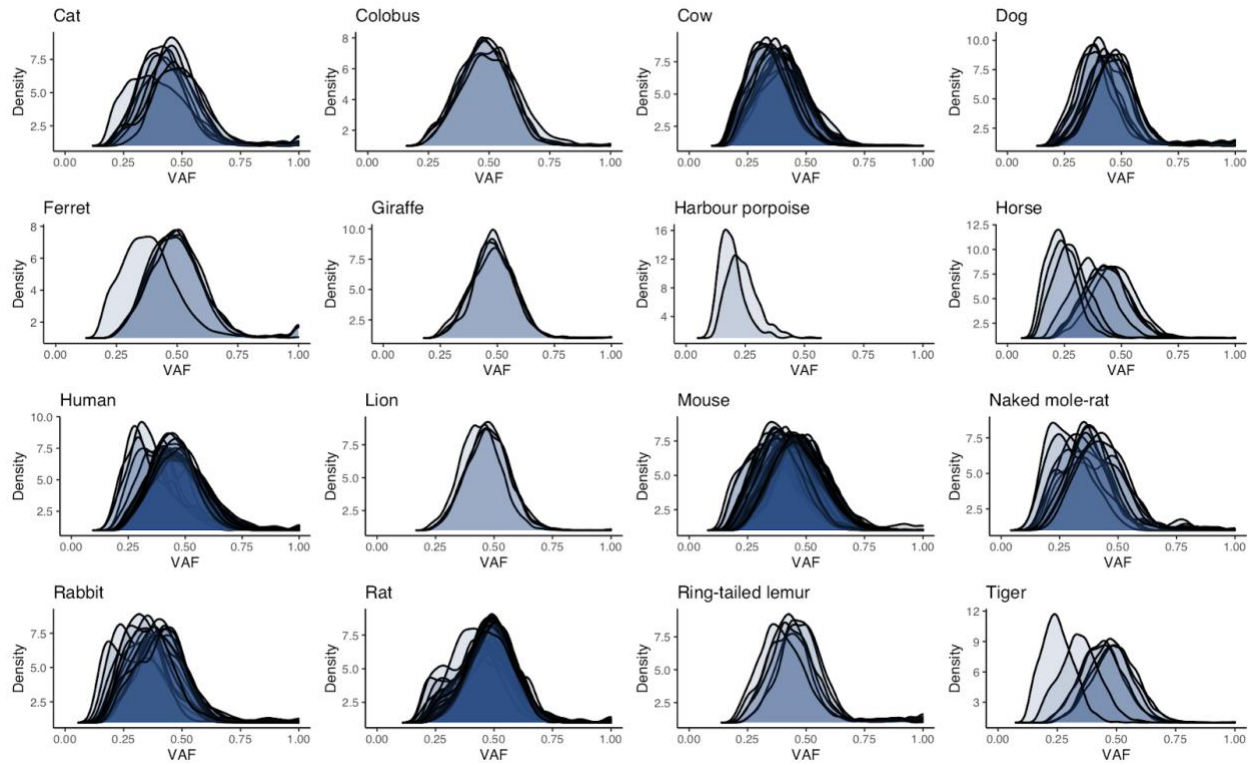 Cat
Colobus
Cow
Dog
Density
7.5
5.0
2.5
0.00
0.25
0.50
0.75
1.00
VAF
Density
8
6
4
2
0.00
0.25
0.50
0.75
1.00
VAF
Density
7.5
5.0
2.5
0.00
0.25
0.50
0.75
1.00
VAF
Density
10.0
7.5
5.0
2.5
0.00
0.25
0.50
0.75
1.00
VAF
Ferret
Giraffe
Harbour porpoise
Horse
Density
8
6
4
2
0.00
0.25
0.50
0.75
1.00
VAF
Density
10.0
7.5
5.0
2.5
0.00
0.25
0.50
0.75
1.00
VAF
Density
16
12
8
4
0.00
0.25
0.50
0.75
1.00
VAF
Density
12.5
10.0
7.5
5.0
2.5
0.00
0.25
0.50
0.75
1.00
VAF
Human
Lion
Mouse
Naked mole-rat
Density
10.0
7.5
5.0
2.5
0.00
0.25
0.50
0.75
1.00
VAF
Density
7.5
5.0
2.5
0.00
0.25
0.50
0.75
1.00
VAF
Density
7.5
5.0
2.5
0.00
0.25
0.50
0.75
1.00
VAF
Density
7.5
5.0
2.5
0.00
0.25
0.50
0.75
1.00
VAF
Rabbit
Rat
Ring-tailed lemur
Tiger
Density
7.5
5.0
2.5
0.00
0.25
0.50
0.75
1.00
VAF
Density
7.5
5.0
2.5
0.00
0.25
0.50
0.75
1.00
VAF
Density
7.5
5.0
2.5
0.00
0.25
0.50
0.75
1.00
VAF
Density
12
9
6
3
0.00
0.25
0.50
0.75
1.00
VAF